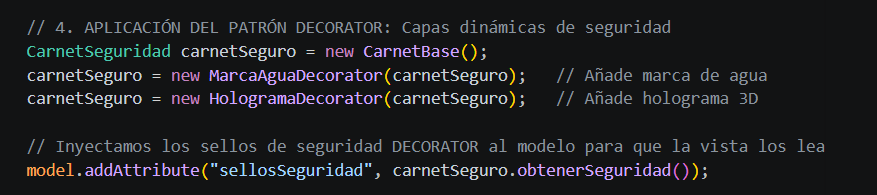 // 4. APLICACIÓN DEL PATRÓN DECORATOR: Capas dinámicas de seguridad
CarnetSeguridad carnetSeguro = new CarnetBase();
carnetSeguro = new MarcaAguaDecorator(carnetSeguro);   // Añade marca de agua
carnetSeguro = new HologramaDecorator(carnetSeguro);   // Añade holograma 3D
// Inyectamos los sellos de seguridad DECORATOR al modelo para que la vista los lea
model.addAttribute("sellosSeguridad", carnetSeguro.obtenerSeguridad());